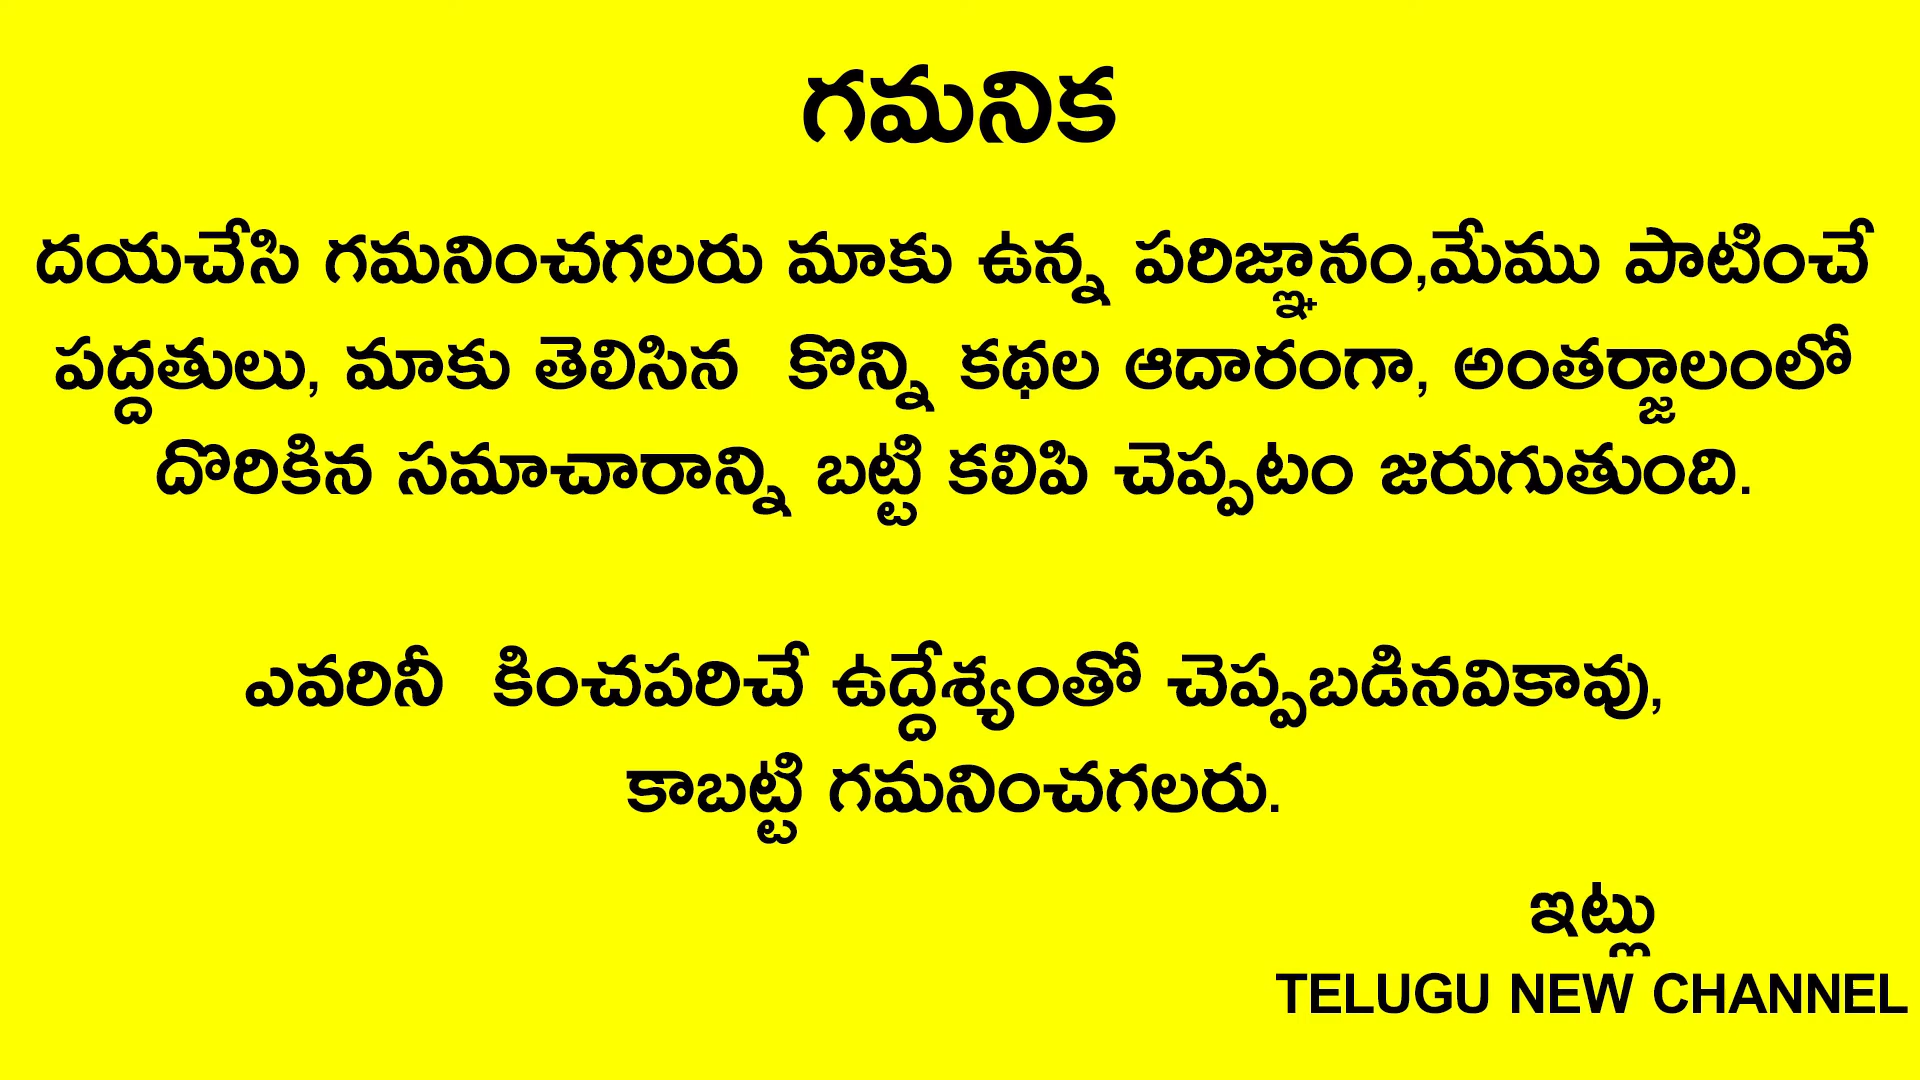 గమనిక
దయచేసి గమనించగలరు మాకు ఉన్న పరిజ్ఞానం,మేము పాటించే
పద్దతులు, మాకు తెలిసిన కొన్ని కథల ఆదారంగా, అంతర్జాలంలో
దొరికిన సమాచారాన్ని బట్టి కలిపి చెప్పటం జరుగుతుంది.
ఎవరినీ కించపరిచే ఉద్దేశ్యంతో చెప్పబడినవికావు,
కాబట్టి గమనించగలరు.
ఇట్లు
TELUGU NEW CHANNEL